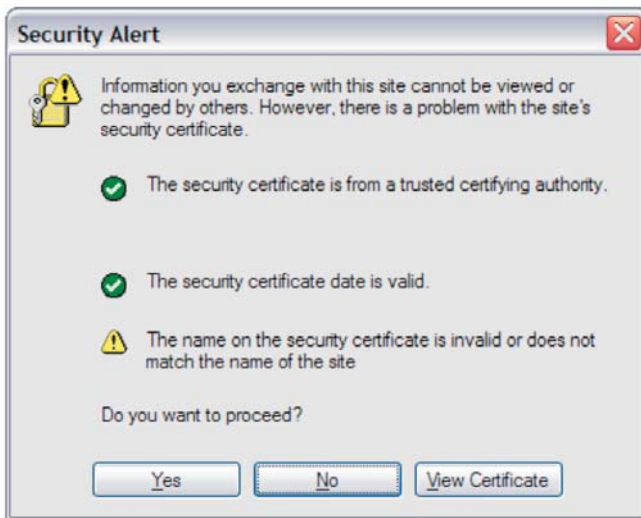 Security Alert
Information you exchange with this site cannot be viewed or
changed by others. However, there is a problem with the site's
security certificate.
The security certificate is from a trusted certifying authority.
The security certificate date is valid.
The name on the security certificate is invalid or does not
match the name of the site
Do you want to proceed?
Yes
No
View Certificate